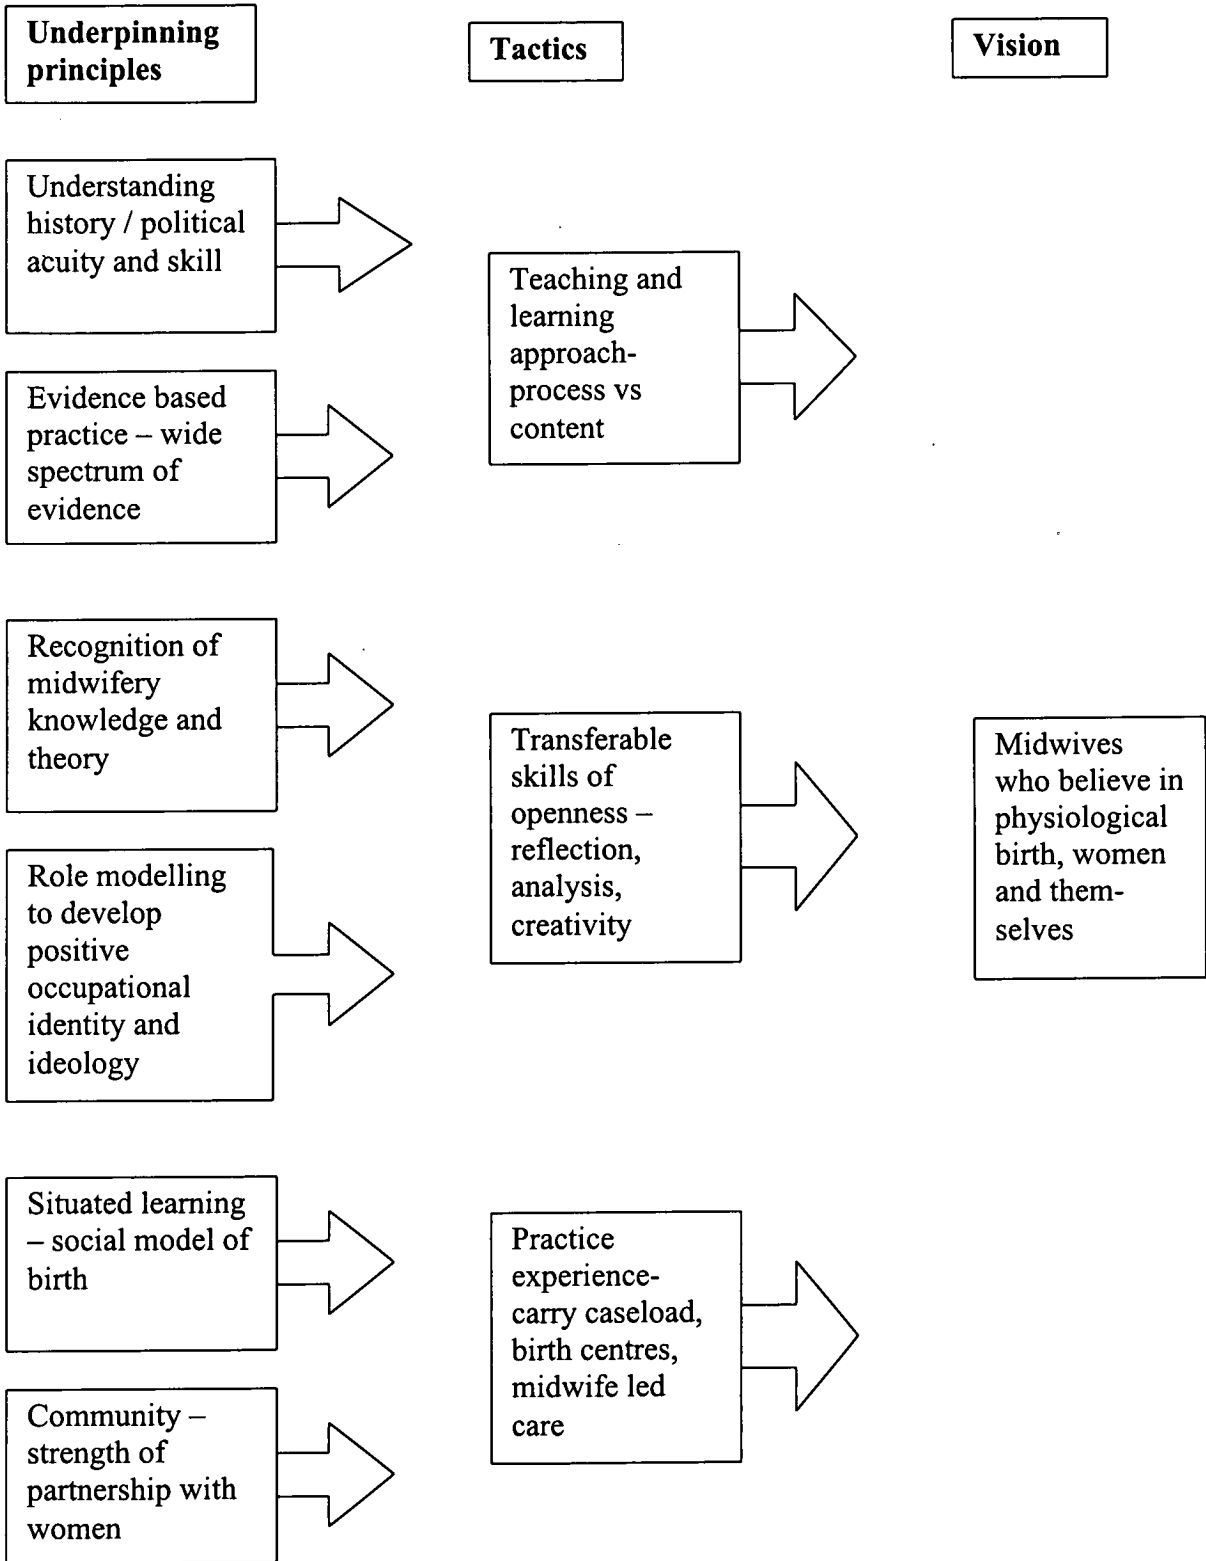 Underpinning
principles
Tactics
Vision
Understanding
history / political
acuity and skill
Evidence based
practice – wide
spectrum of
evidence
Teaching and
learning
approach-
process vs
content
Recognition of
midwifery
knowledge and
theory
Role modelling
to develop
positive
occupational
identity and
ideology
Transferable
skills of
openness –
reflection,
analysis,
creativity
Midwives
who believe in
physiological
birth, women
and them-
selves
Situated learning
– social model of
birth
Community –
strength of
partnership with
women
Practice
experience-
carry caseload,
birth centres,
midwife led
care